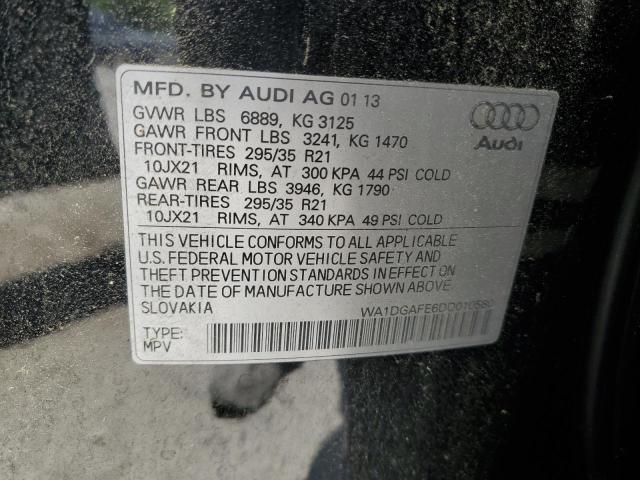 MFD. BY AUDI AG 01 13
GVWR LBS 6889, KG 3125
GAWR FRONT LBS 3241, KG 1470
FRONT-TIRES 295/35 R21
10JX21 RIMS, AT 300 KPA 44 PSI COLD
GAWR REAR LBS 3946, KG 1790
REAR-TIRES 295/35 R21
10JX21 RIMS, AT 340 KPA 49 PSI COLD
Audi
THIS VEHICLE CONFORMS TO ALL APPLICABLE
U.S. FEDERAL MOTOR VEHICLE SAFETY AND
THEFT PREVENTION STANDARDS IN EFFECT ON
THE DATE OF MANUFACTURE SHOWN ABOVE.
SLOVAKIA
WA1DGAFE6DD010580
TYPE:
MPV